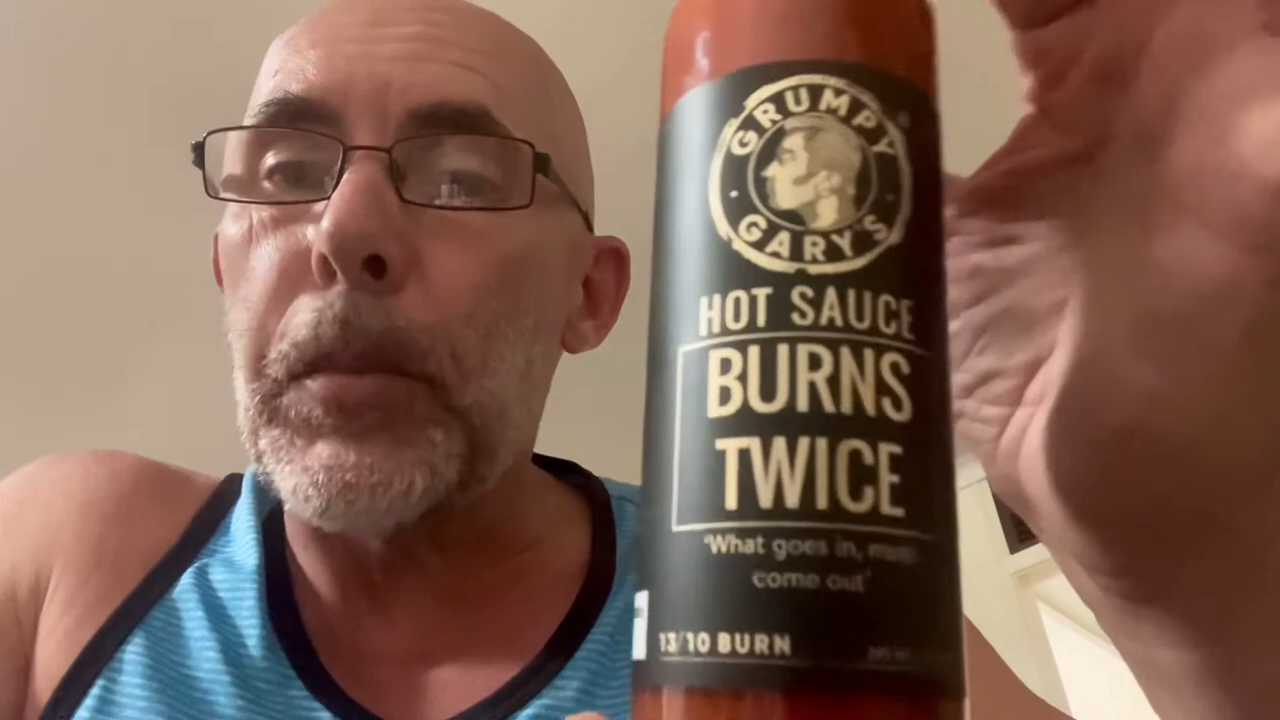 GRUMPY
GARY'S
HOT SAUCE
BURNS
TWICE
'What goes in, must
come out'
13/10 BURN